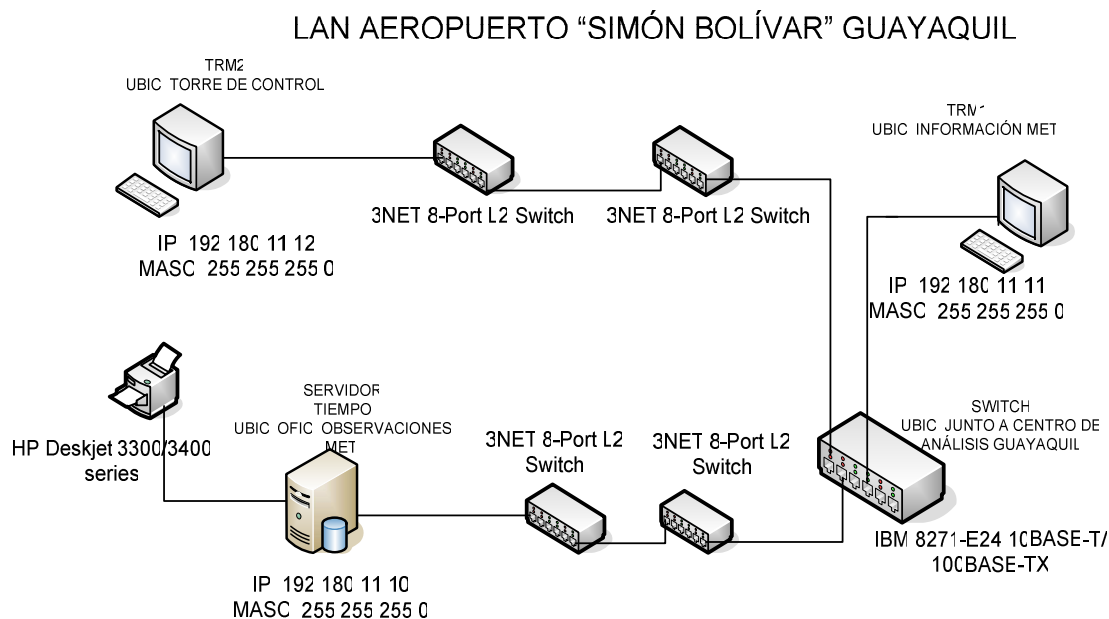 LAN AEROPUERTO “SIMÓN BOLÍVAR” GUAYAQUIL
TRM2
UBIC TORRE DE CONTROL
IP 192 180 11 12
MASC 255 255 255 0
3NET 8-Port L2 Switch
3NET 8-Port L2 Switch
TRM1
UBIC INFORMACIÓN MET
IP 192 180 11 11
MASC 255 255 255 0
HP Deskjet 3300/3400
series
SERVIDOR
TIEMPO
UBIC OFIC OBSERVACIONES
MET
IP 192 180 11 10
MASC 255 255 255 0
3NET 8-Port L2
Switch
3NET 8-Port L2
Switch
SWITCH
UBIC JUNTO A CENTRO DE
ANÁLISIS GUAYAQUIL
IBM 8271-E24 10BASE-T/
100BASE-TX